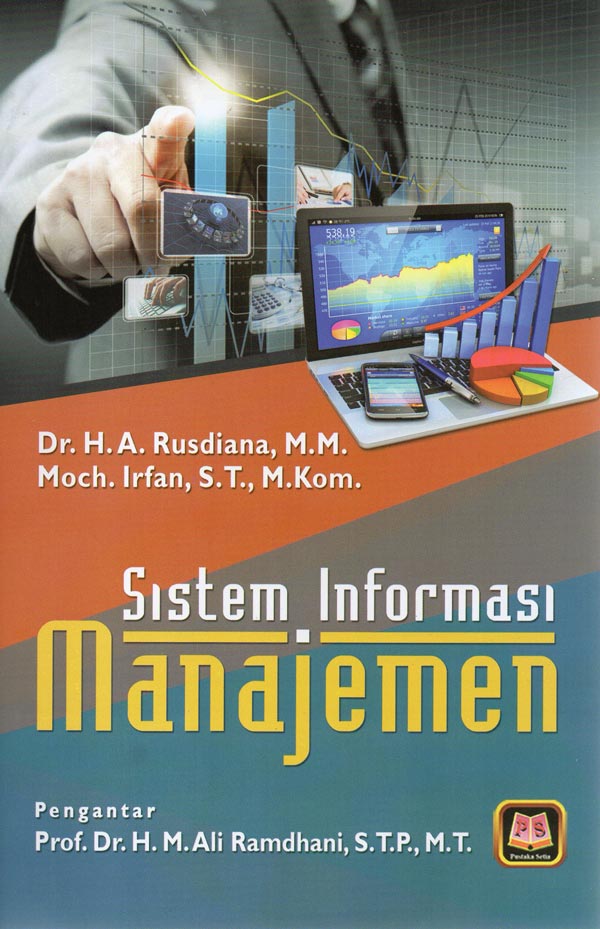 538.19
Dr. H. A. Rusdiana, M.M.
Moch. Irfan, S.T., M.Kom.
Sistem Informasi
Manajemen
Pengantar
Prof. Dr. H. M. Ali Ramdhani, S.T.P., M.T.
PS
Pustaka Setia